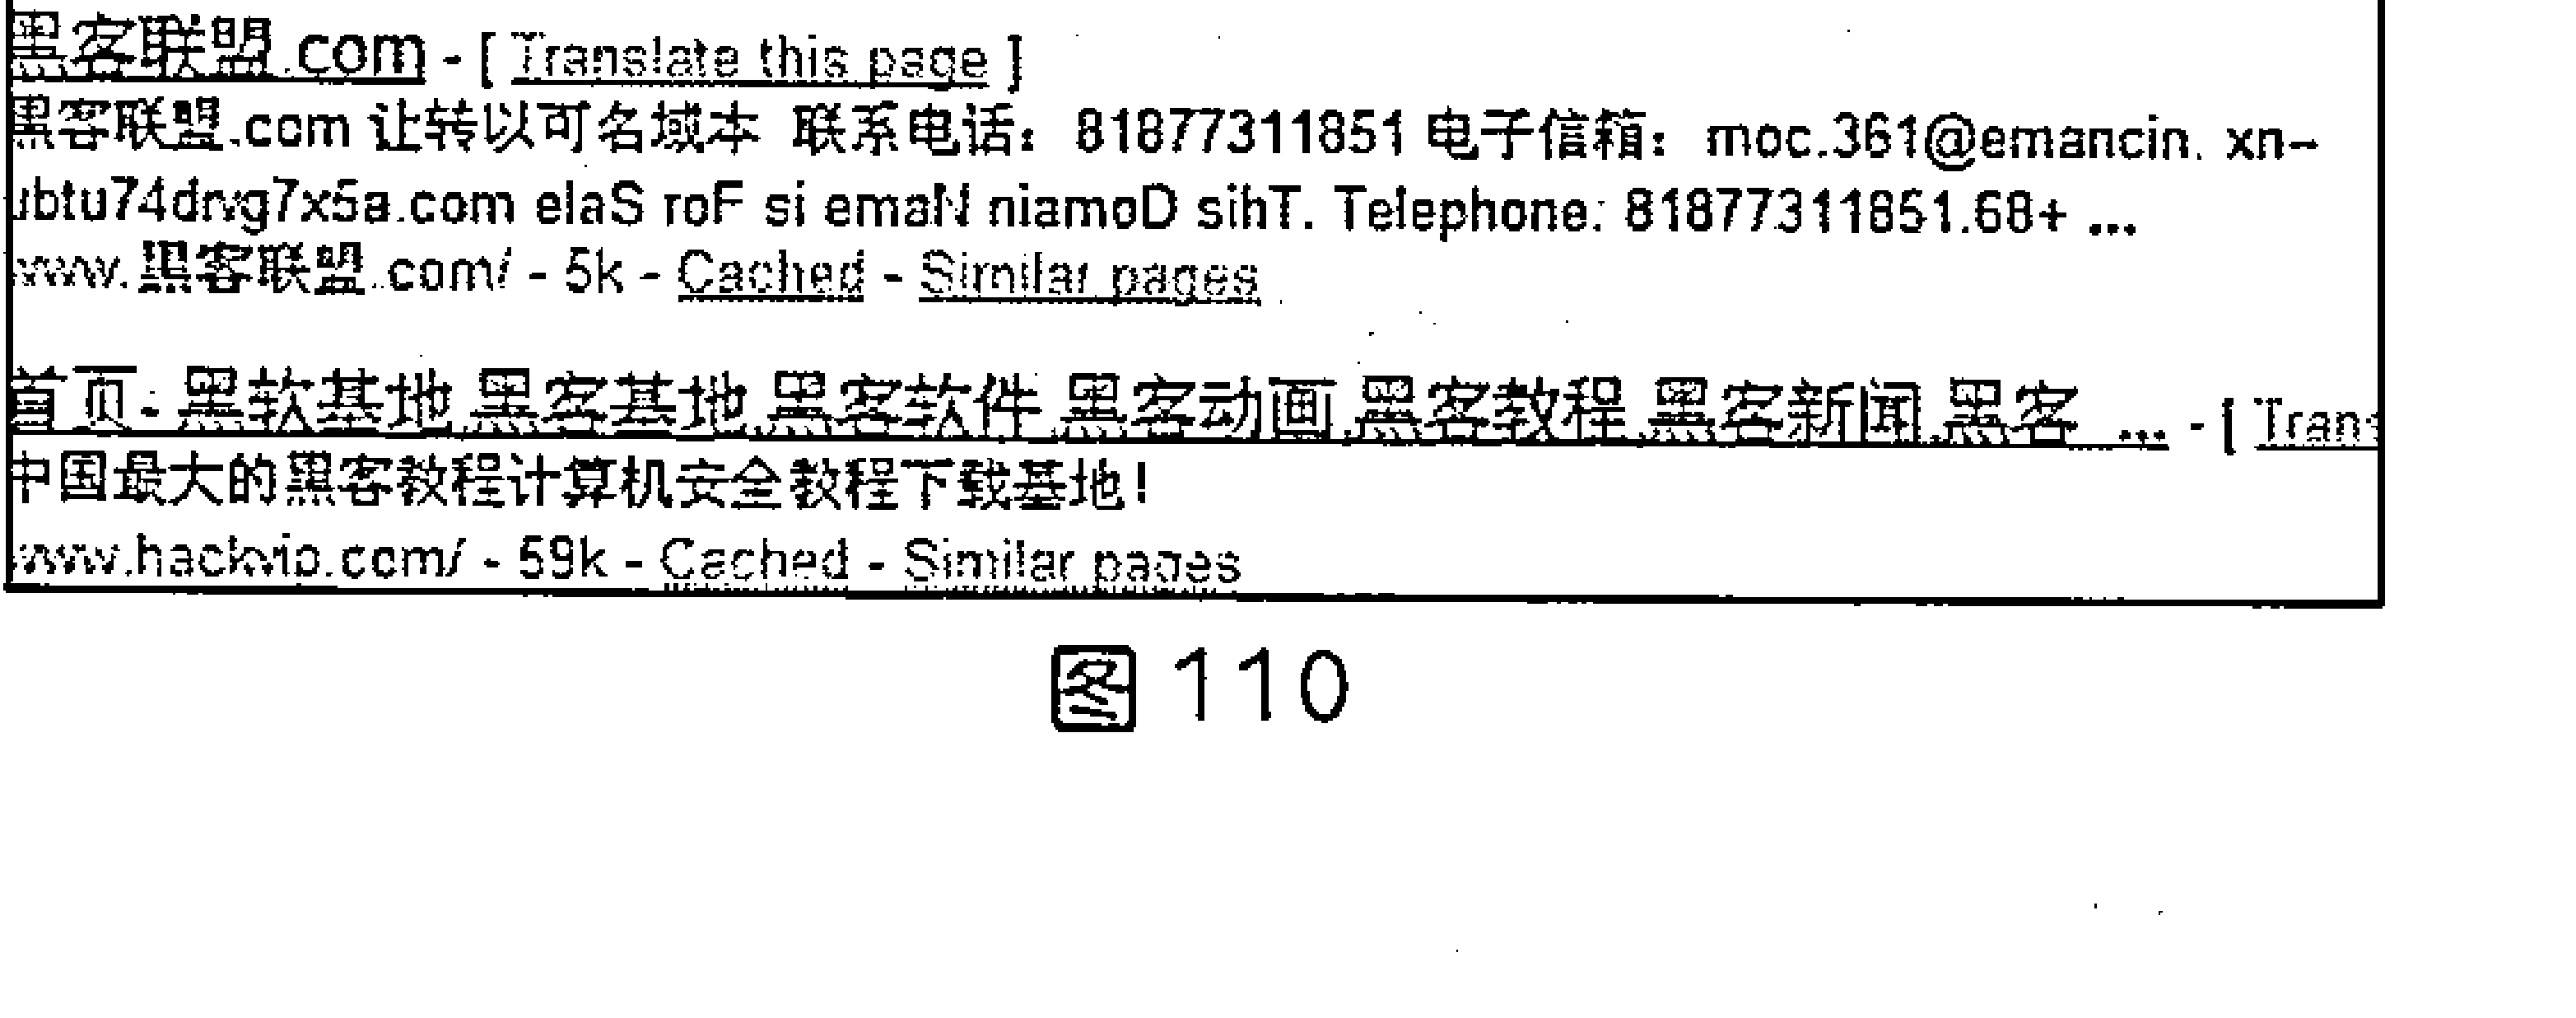 黑客联盟.com - [ Translate this page ]
黑客联盟.com 让转以可名域本 联系电话：81877311851 电子信箱：moc.361@emancin. xn--
ubtu74drvg7x5a.com elaS roF si emaN niamoD sihT. Telephone: 81877311851.68+ ...
www.黑客联盟.com/ - 5k - Cached - Similar pages
首页 - 黑软基地,黑客基地,黑客软件,黑客动画,黑客教程,黑客新闻,黑客 ... - [ Trans
中国最大的黑客教程计算机安全教程下载基地！
www.hackvip.com/ - 59k - Cached - Similar pages
图 110